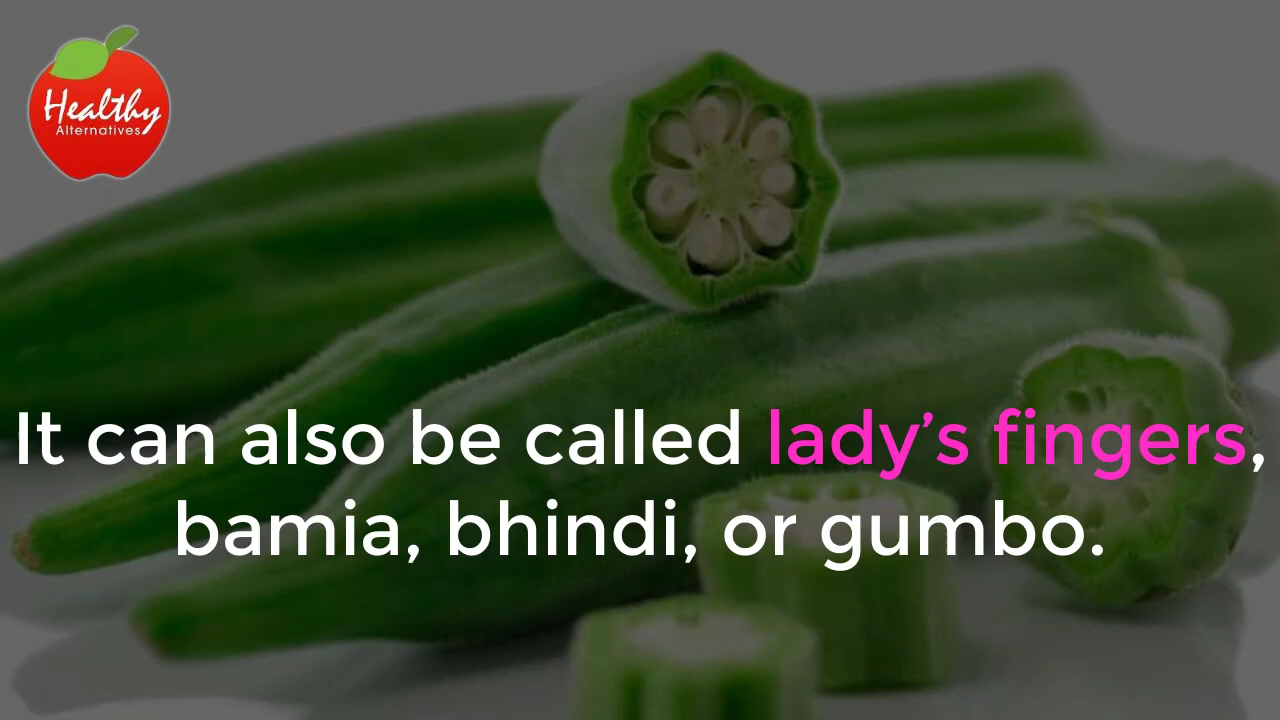 Healthy
Alternatives
It can also be called lady’s fingers,
bamia, bhindi, or gumbo.